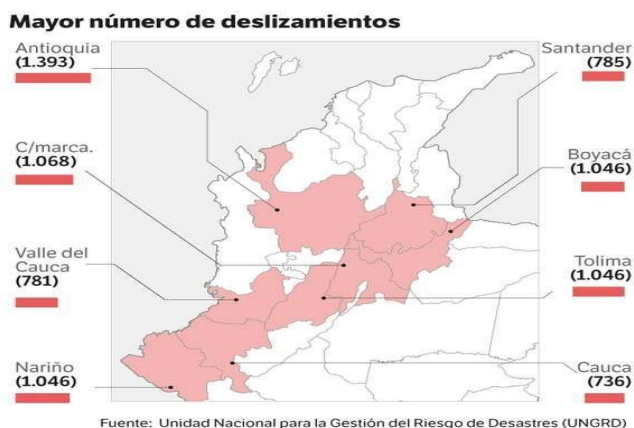 Mayor número de deslizamientos
Antioquia
(1.393)
Santander
(785)
C/marca.
(1.068)
Boyacá
(1.046)
Valle del
Cauca
(781)
Tolima
(1.046)
Nariño
(1.046)
Cauca
(736)
Fuente: Unidad Nacional para la Gestión del Riesgo de Desastres (UNGRD)